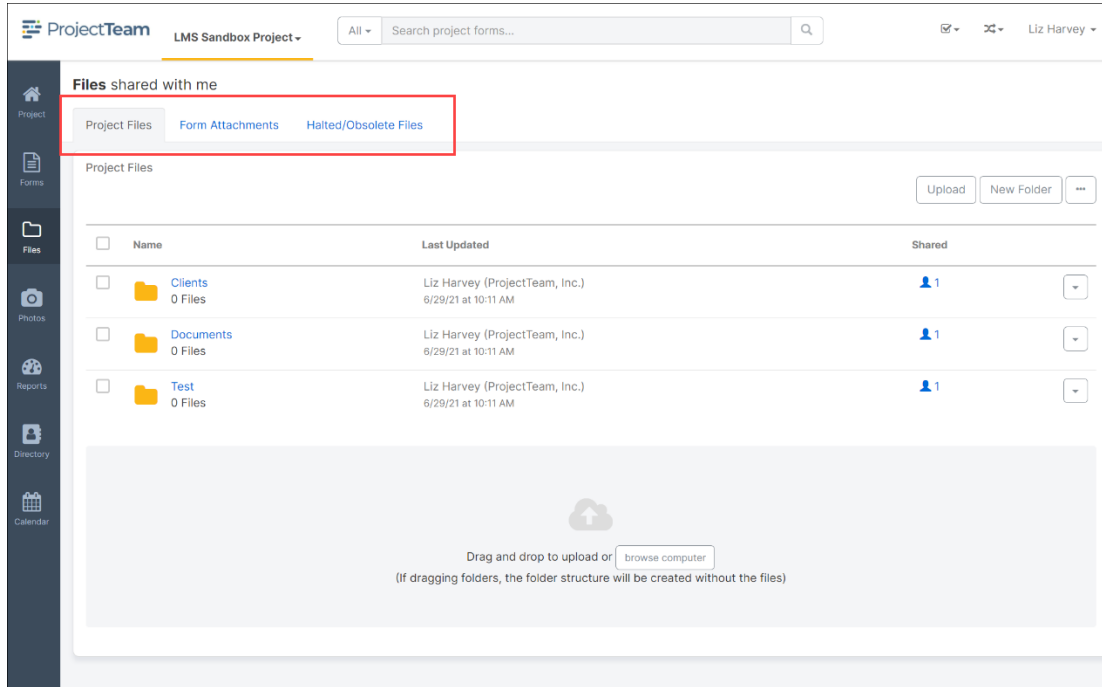 ProjectTeam
LMS Sandbox Project
All
Search project forms...
Liz Harvey
Project
Forms
Files
Photos
Reports
Directory
Calendar
Files shared with me
Project Files
Form Attachments
Halted/Obsolete Files
Project Files
Upload
New Folder
Name
Last Updated
Shared
Clients
0 Files
Liz Harvey (ProjectTeam, Inc.)
6/29/21 at 10:11 AM
1
Documents
0 Files
Liz Harvey (ProjectTeam, Inc.)
6/29/21 at 10:11 AM
1
Test
0 Files
Liz Harvey (ProjectTeam, Inc.)
6/29/21 at 10:11 AM
1
Drag and drop to upload or browse computer
(If dragging folders, the folder structure will be created without the files)